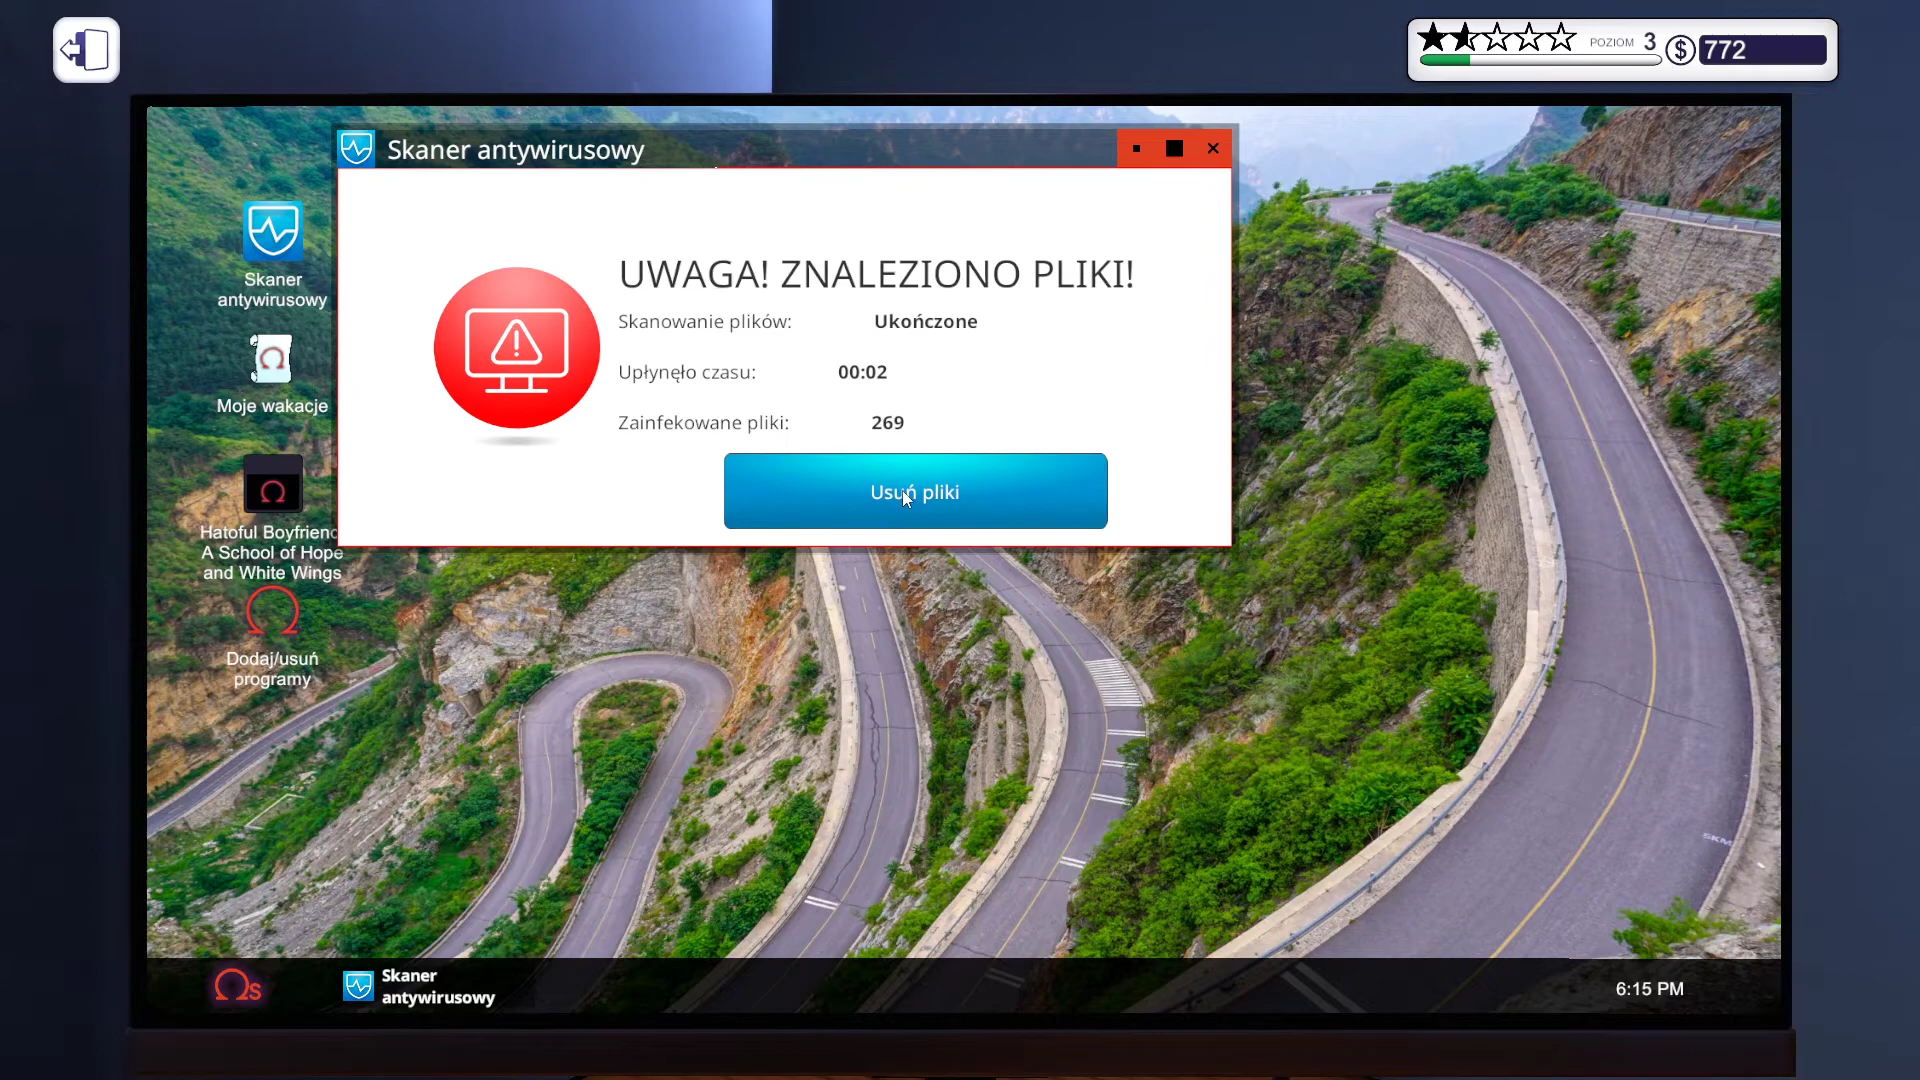 POZIOM 3
$ 772
Skaner antywirusowy
Skaner
antywirusowy
Moje wakacje
Hatoful Boyfriend
A School of Hope
and White Wings
Dodaj/usuń
programy
UWAGA! ZNALEZIONO PLIKI!
Skanowanie plików: Ukończone
Upłynęło czasu: 00:02
Zainfekowane pliki: 269
Usuń pliki
Ωs
Skaner
antywirusowy
6:15 PM